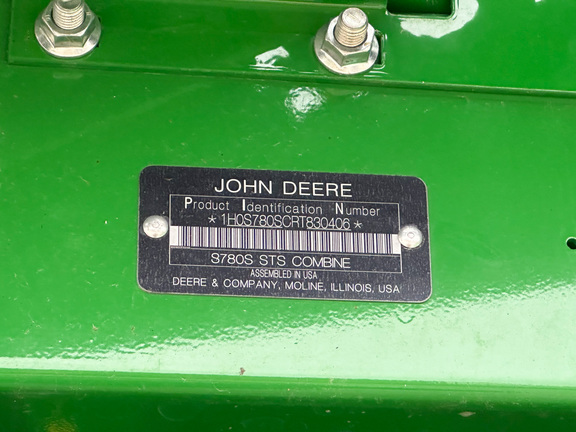 JOHN DEERE
Product Identification Number
*1H0S780SCRT830406*
S780S STS COMBINE
ASSEMBLED IN USA
DEERE & COMPANY, MOLINE, ILLINOIS, USA